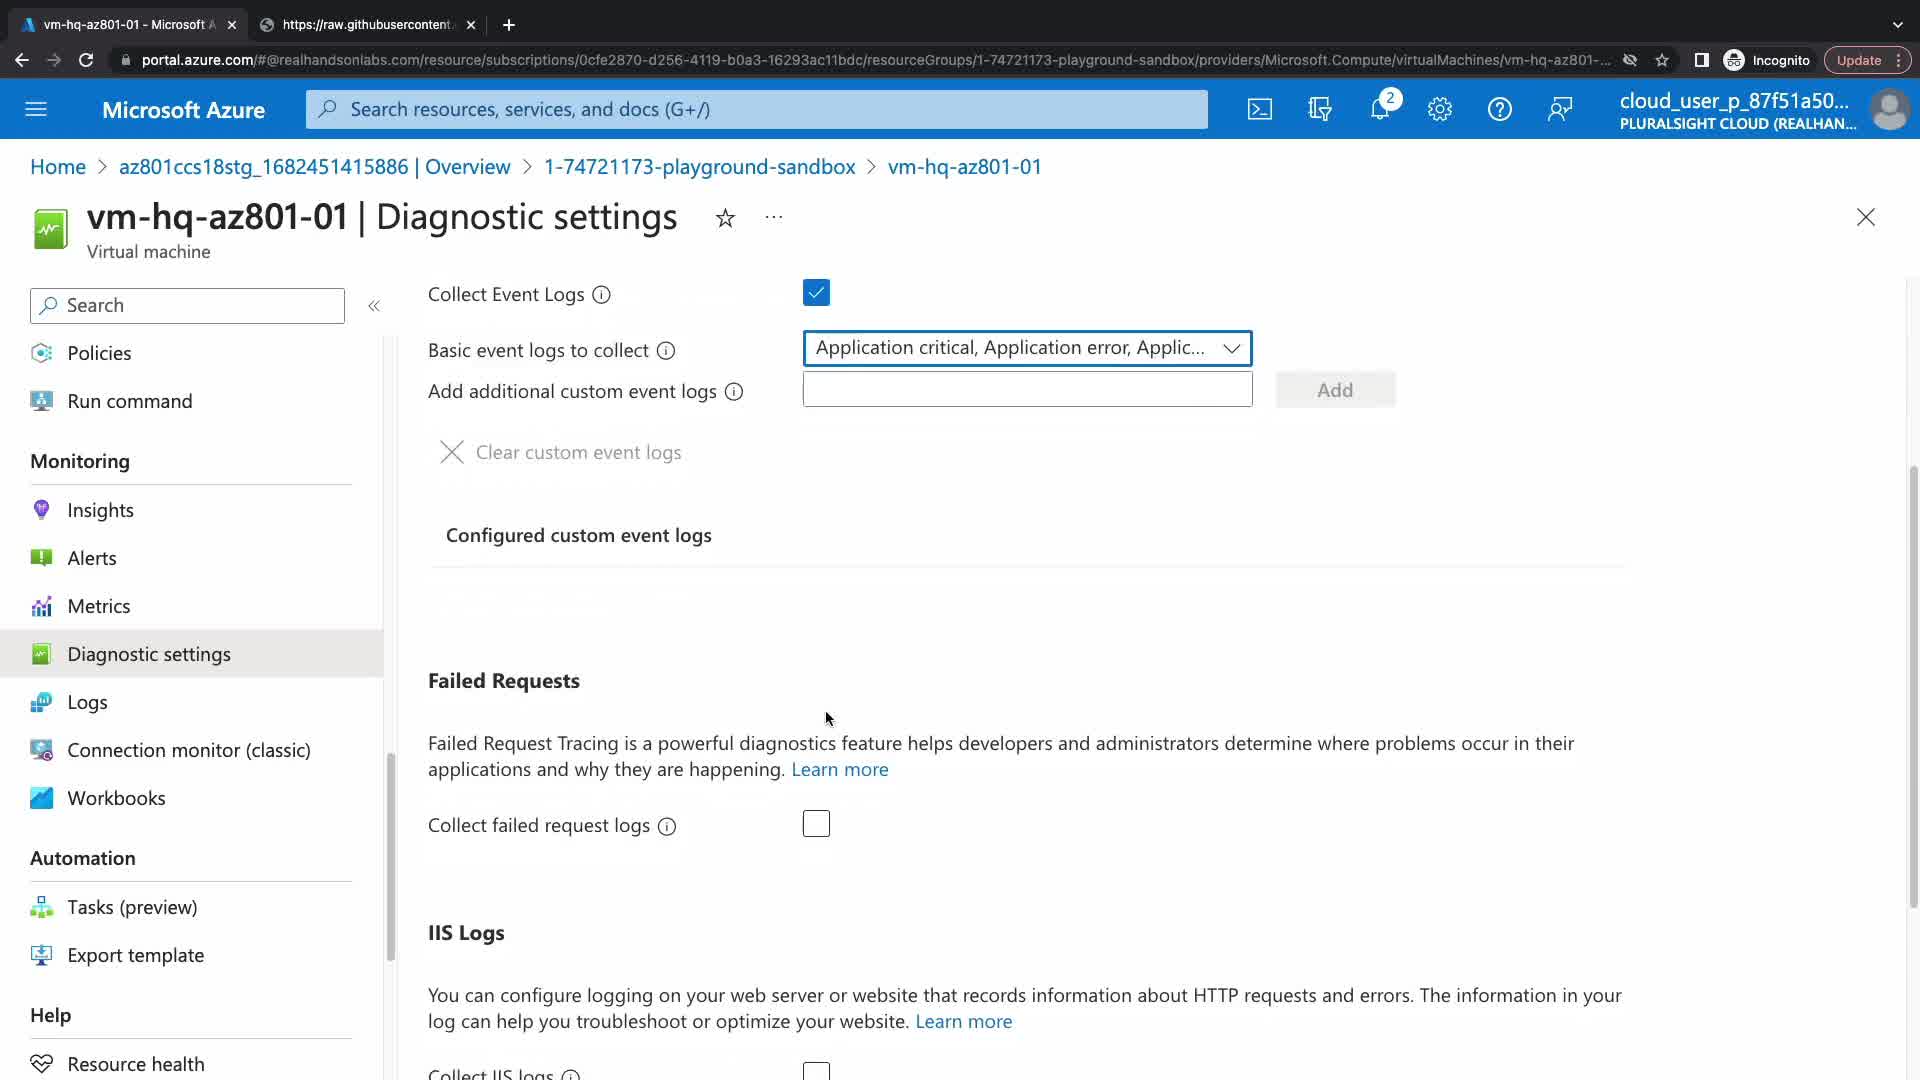 vm-hq-az801-01 - Microsoft A
https://raw.githubusercontent.
portal.azure.com/#@realhandsonlabs.com/resource/subscriptions/0cfe2870-d256-4119-b0a3-16293ac11bdc/resourceGroups/1-74721173-playground-sandbox/providers/Microsoft.Compute/virtualMachines/vm-hq-az801-...
Incognito
Update
Microsoft Azure
Search resources, services, and docs (G+/)
2
cloud_user_p_87f51a50...
PLURALSIGHT CLOUD (REALHAN...
Home > az801ccs18stg_1682451415886 | Overview > 1-74721173-playground-sandbox > vm-hq-az801-01
vm-hq-az801-01 | Diagnostic settings
Virtual machine
Search
Policies
Run command
Monitoring
Insights
Alerts
Metrics
Diagnostic settings
Logs
Connection monitor (classic)
Workbooks
Automation
Tasks (preview)
Export template
Help
Resource health
Collect Event Logs
Basic event logs to collect
Application critical, Application error, Applic...
Add additional custom event logs
Add
Clear custom event logs
Configured custom event logs
Failed Requests
Failed Request Tracing is a powerful diagnostics feature helps developers and administrators determine where problems occur in their
applications and why they are happening. Learn more
Collect failed request logs
IIS Logs
You can configure logging on your web server or website that records information about HTTP requests and errors. The information in your
log can help you troubleshoot or optimize your website. Learn more
Collect IIS logs